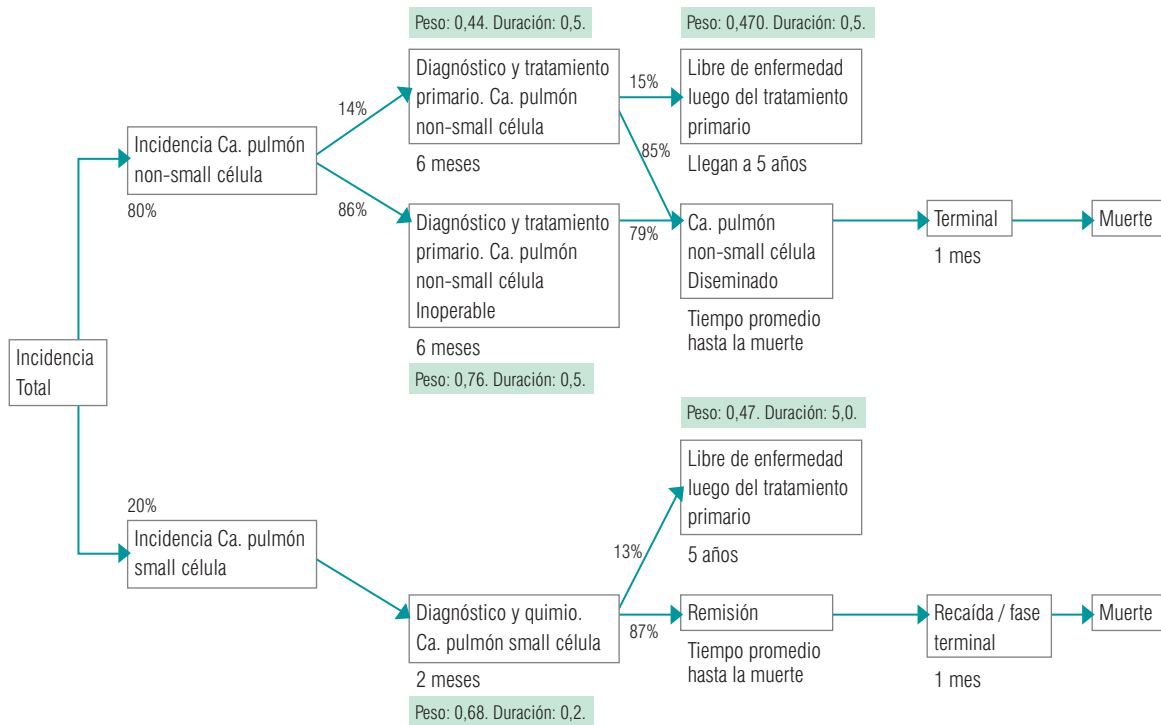 Peso: 0,44. Duración: 0,5.
Diagnóstico y tratamiento
primario. Ca. pulmón
non-small célula
6 meses
Peso: 0,470. Duración: 0,5.
Libre de enfermedad
luego del tratamiento
primario
Llegan a 5 años
14%
15%
Incidencia Ca. pulmón
non-small célula
80%
86%
85%
79%
Diagnóstico y tratamiento
primario. Ca. pulmón
non-small célula
Inoperable
6 meses
Peso: 0,76. Duración: 0,5.
Ca. pulmón
non-small célula
Diseminado
Tiempo promedio
hasta la muerte
Terminal
1 mes
Muerte
Incidencia
Total
Peso: 0,47. Duración: 5,0.
Libre de enfermedad
luego del tratamiento
primario
5 años
20%
Incidencia Ca. pulmón
small célula
13%
87%
Diagnóstico y quimio.
Ca. pulmón small célula
2 meses
Peso: 0,68. Duración: 0,2.
Remisión
Tiempo promedio
hasta la muerte
Recaída / fase
terminal
1 mes
Muerte